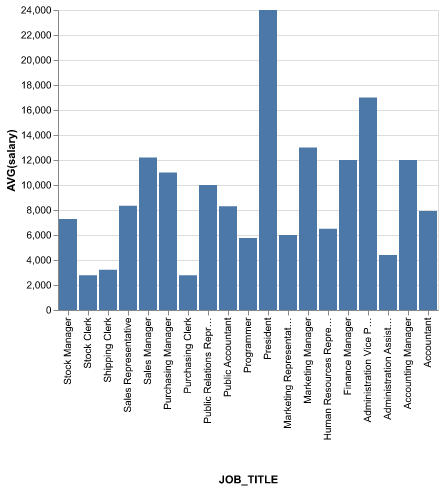 24,000
22,000
20,000
18,000
16,000
14,000
12,000
10,000
8,000
6,000
4,000
2,000
0
AVG(salary)
Stock Manager
Stock Clerk
Shipping Clerk
Sales Representative
Sales Manager
Purchasing Manager
Purchasing Clerk
Public Relations Repr…
Public Accountant
Programmer
President
Marketing Representat…
Marketing Manager
Human Resources Repre…
Finance Manager
Administration Vice P…
Administration Assist…
Accounting Manager
Accountant
JOB_TITLE